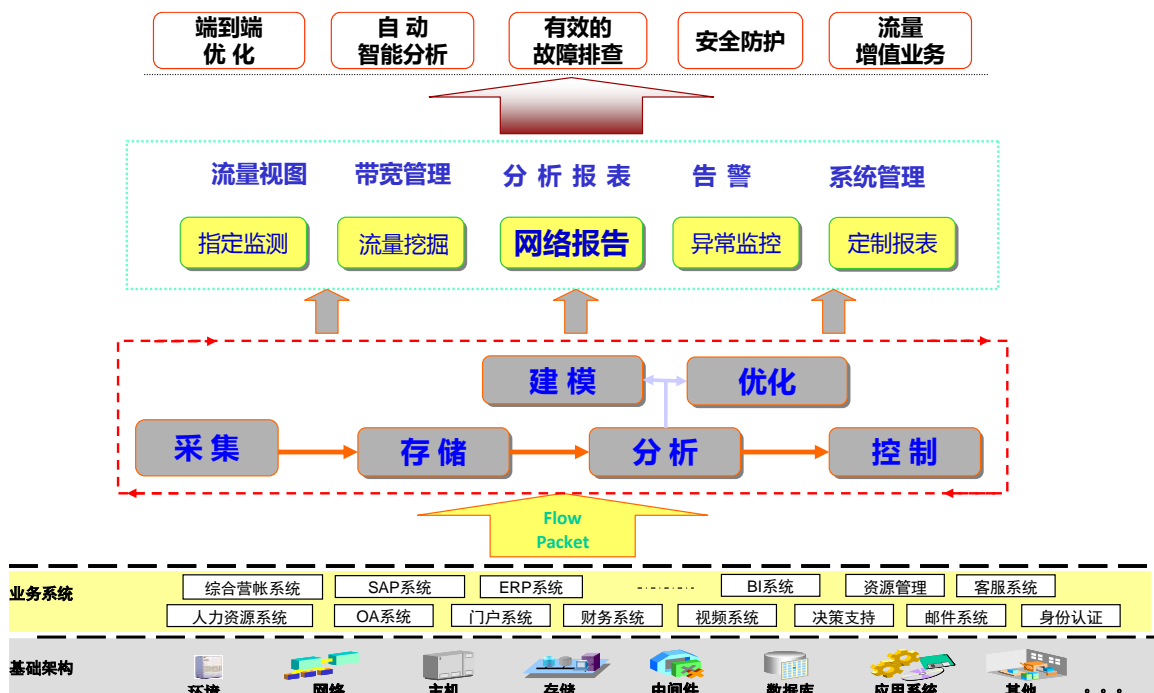 端到端
优 化
自 动
智能分析
有效的
故障排查
安全防护
流量
增值业务
流量视图
带宽管理
分 析 报 表
告 警
系统管理
指定监测
流量挖掘
网络报告
异常监控
定制报表
建 模
优化
采 集
存 储
分 析
控 制
Flow
Packet
业务系统
综合营帐系统
SAP系统
ERP系统
BI系统
资源管理
客服系统
人力资源系统
OA系统
门户系统
财务系统
视频系统
决策支持
邮件系统
身份认证
基础架构
环境
网络
主机
存储
中间件
数据库
应用系统
其他
。。。